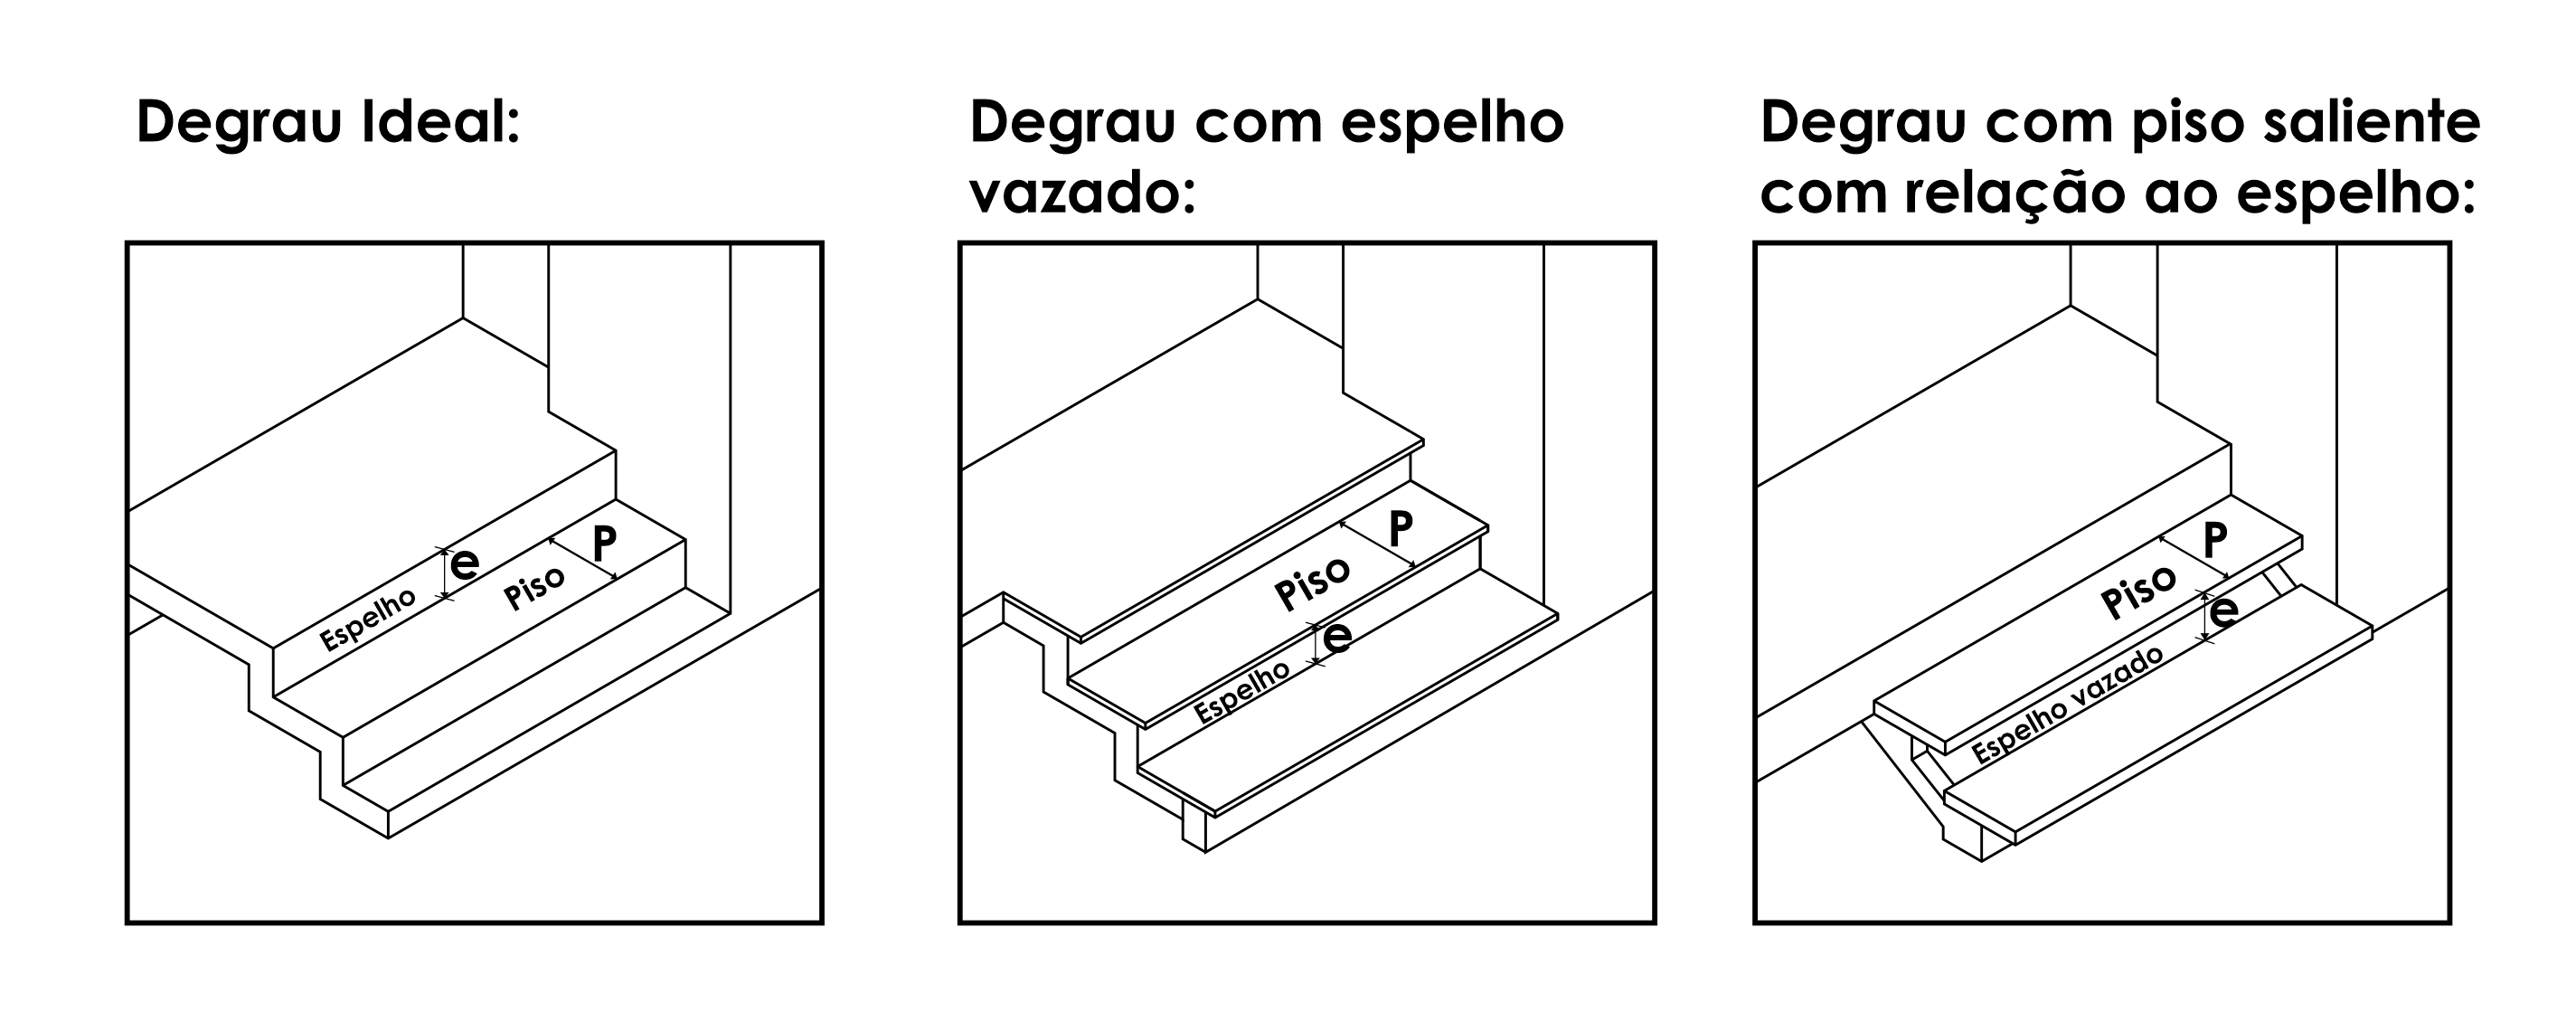 Degrau Ideal:
Espelho
e
Piso
P
Degrau com espelho
vazado:
Piso
P
Espelho
e
Degrau com piso saliente
com relação ao espelho:
Piso
P
Espelho vazado
e